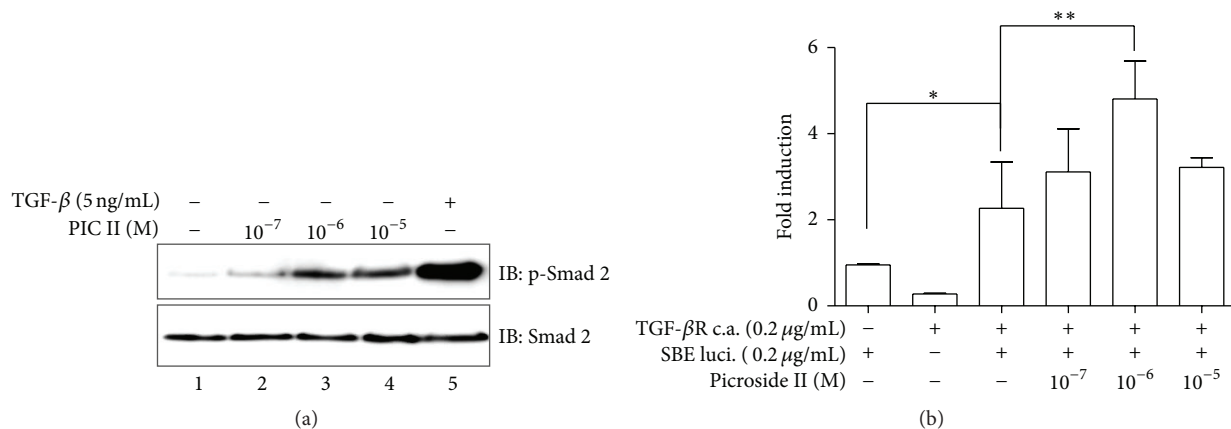 TGF-β (5 ng/mL) − − − − +
PIC II (M) − 10⁻⁷ 10⁻⁶ 10⁻⁵ −
IB: p-Smad 2
IB: Smad 2
1 2 3 4 5
(a)
∗∗
∗
6
4
2
0
Fold induction
TGF-βR c.a. (0.2 μg/mL) − + + + + +
SBE luci. ( 0.2 μg/mL) + − + + + +
Picroside II (M) − − − 10⁻⁷ 10⁻⁶ 10⁻⁵
(b)